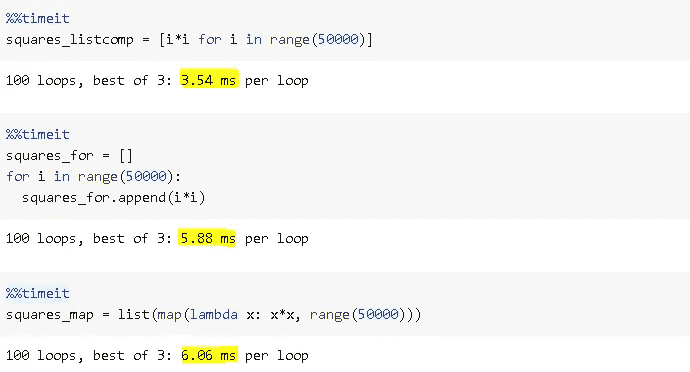 %%timeit
squares_listcomp = [i*i for i in range(50000)]
100 loops, best of 3: 3.54 ms per loop
%%timeit
squares_for = []
for i in range(50000):
  squares_for.append(i*i)
100 loops, best of 3: 5.88 ms per loop
%%timeit
squares_map = list(map(lambda x: x*x, range(50000)))
100 loops, best of 3: 6.06 ms per loop